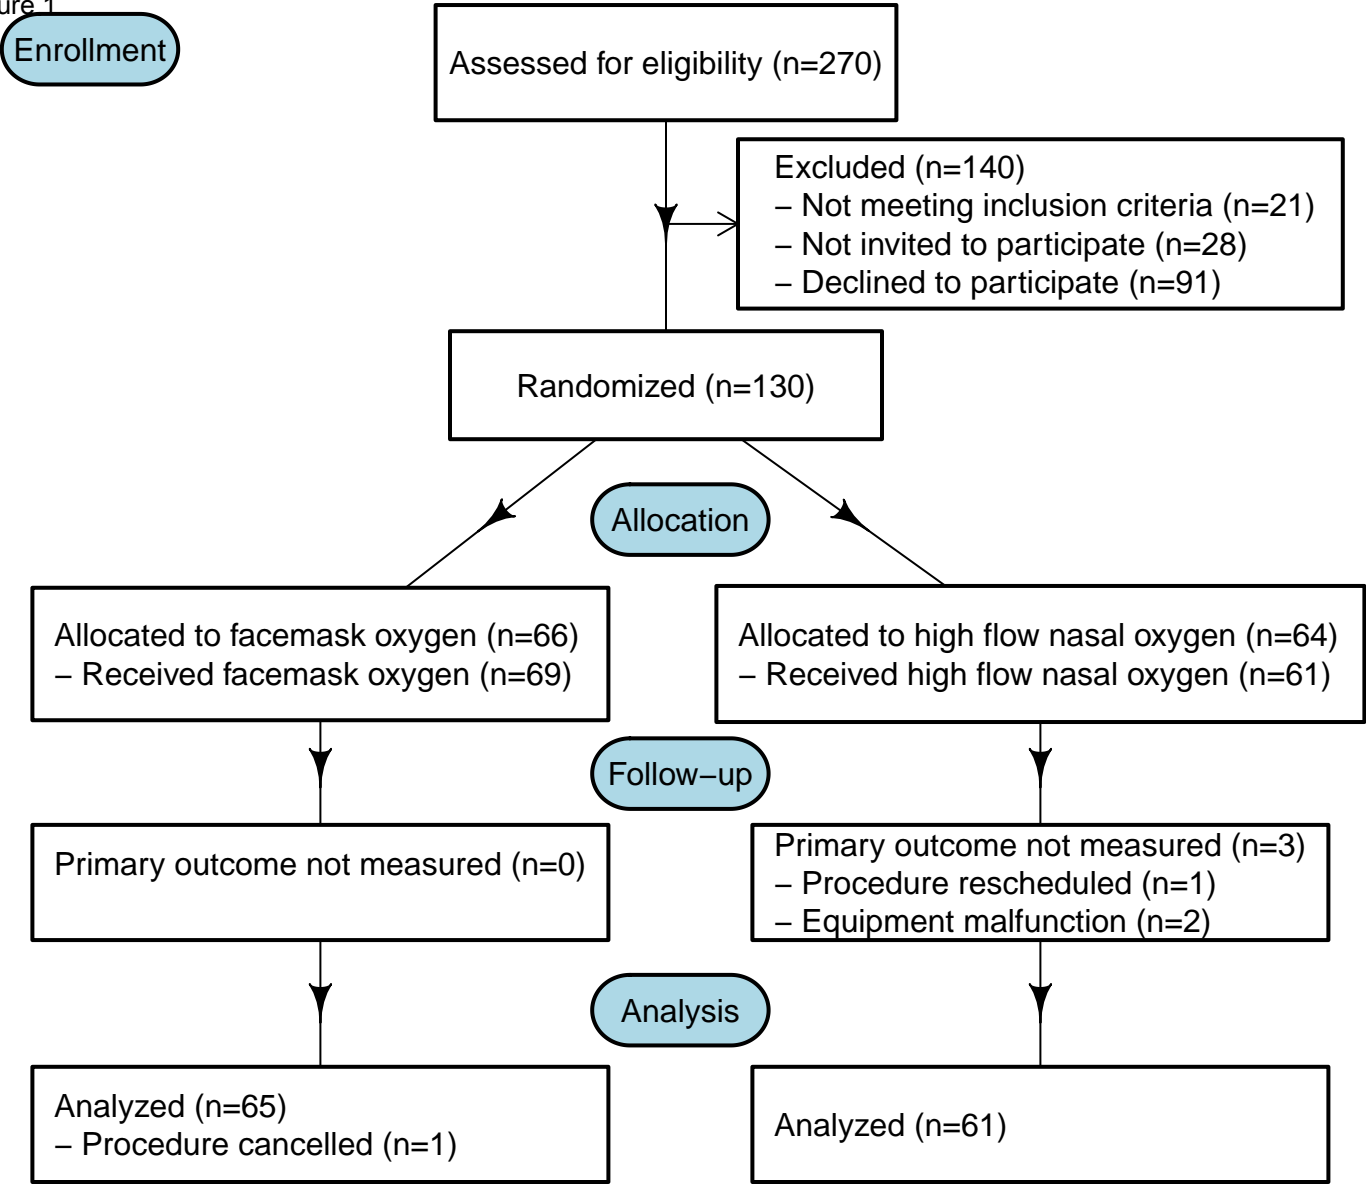 ure 1
Enrollment
Assessed for eligibility (n=270)
Excluded (n=140)
− Not meeting inclusion criteria (n=21)
− Not invited to participate (n=28)
− Declined to participate (n=91)
Randomized (n=130)
Allocation
Allocated to facemask oxygen (n=66)
− Received facemask oxygen (n=69)
Allocated to high flow nasal oxygen (n=64)
− Received high flow nasal oxygen (n=61)
Follow−up
Primary outcome not measured (n=0)
Primary outcome not measured (n=3)
− Procedure rescheduled (n=1)
− Equipment malfunction (n=2)
Analysis
Analyzed (n=65)
− Procedure cancelled (n=1)
Analyzed (n=61)